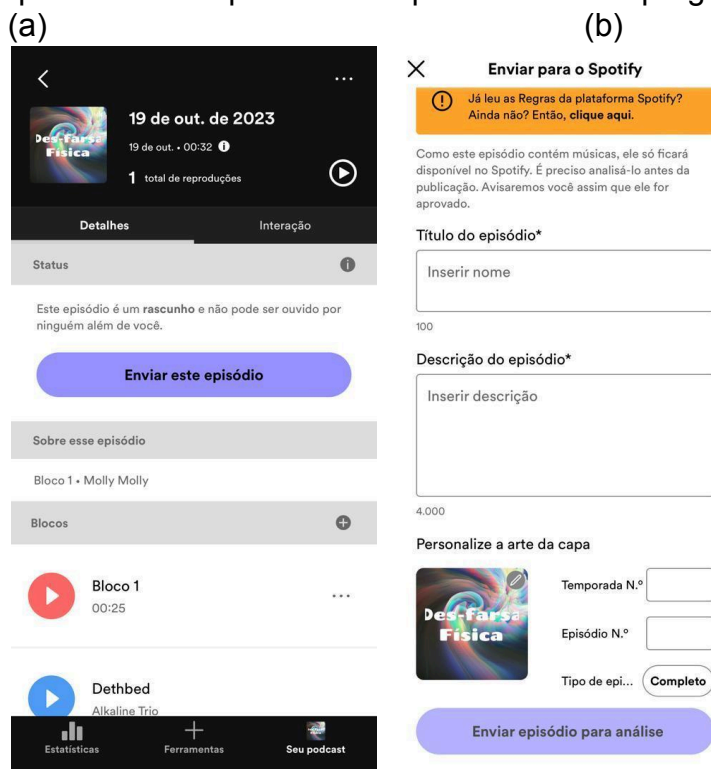 (a)
19 de out. de 2023
19 de out. • 00:32
1 total de reproduções
Des-farsa
Física
Detalhes
Interação
Status
Este episódio é um rascunho e não pode ser ouvido por
ninguém além de você.
Enviar este episódio
Sobre esse episódio
Bloco 1 • Molly Molly
Blocos
Bloco 1
00:25
Dethbed
Alkaline Trio
Estatísticas
Ferramentas
Seu podcast
(b)
Enviar para o Spotify
Já leu as Regras da plataforma Spotify?
Ainda não? Então, clique aqui.
Como este episódio contém músicas, ele só ficará
disponível no Spotify. É preciso analisá-lo antes da
publicação. Avisaremos você assim que ele for
aprovado.
Título do episódio*
Inserir nome
100
Descrição do episódio*
Inserir descrição
4.000
Personalize a arte da capa
Des-farsa
Física
Temporada N.º
Episódio N.º
Tipo de epi... Completo
Enviar episódio para análise